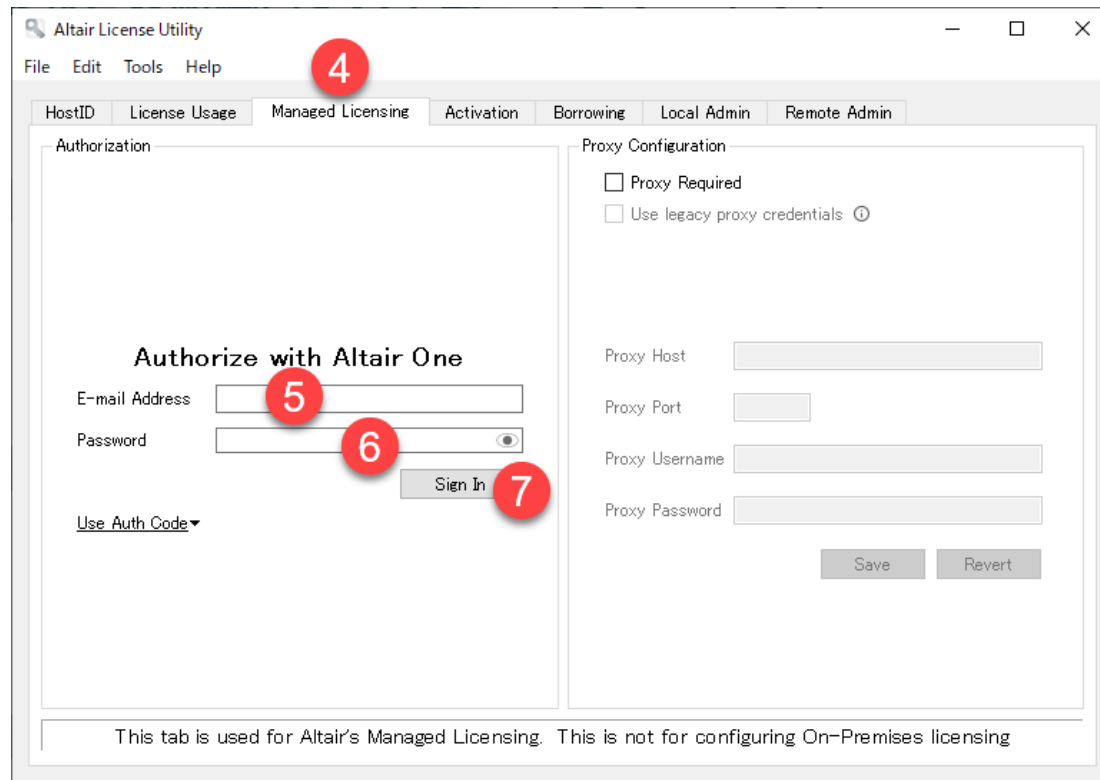 Altair License Utility
File Edit Tools Help
4
HostID License Usage Managed Licensing Activation Borrowing Local Admin Remote Admin
Authorization
Authorize with Altair One
E-mail Address 5
Password 6
Sign In 7
Use Auth Code
Proxy Configuration
Proxy Required
Use legacy proxy credentials
Proxy Host
Proxy Port
Proxy Username
Proxy Password
Save Revert
This tab is used for Altair's Managed Licensing. This is not for configuring On-Premises licensing